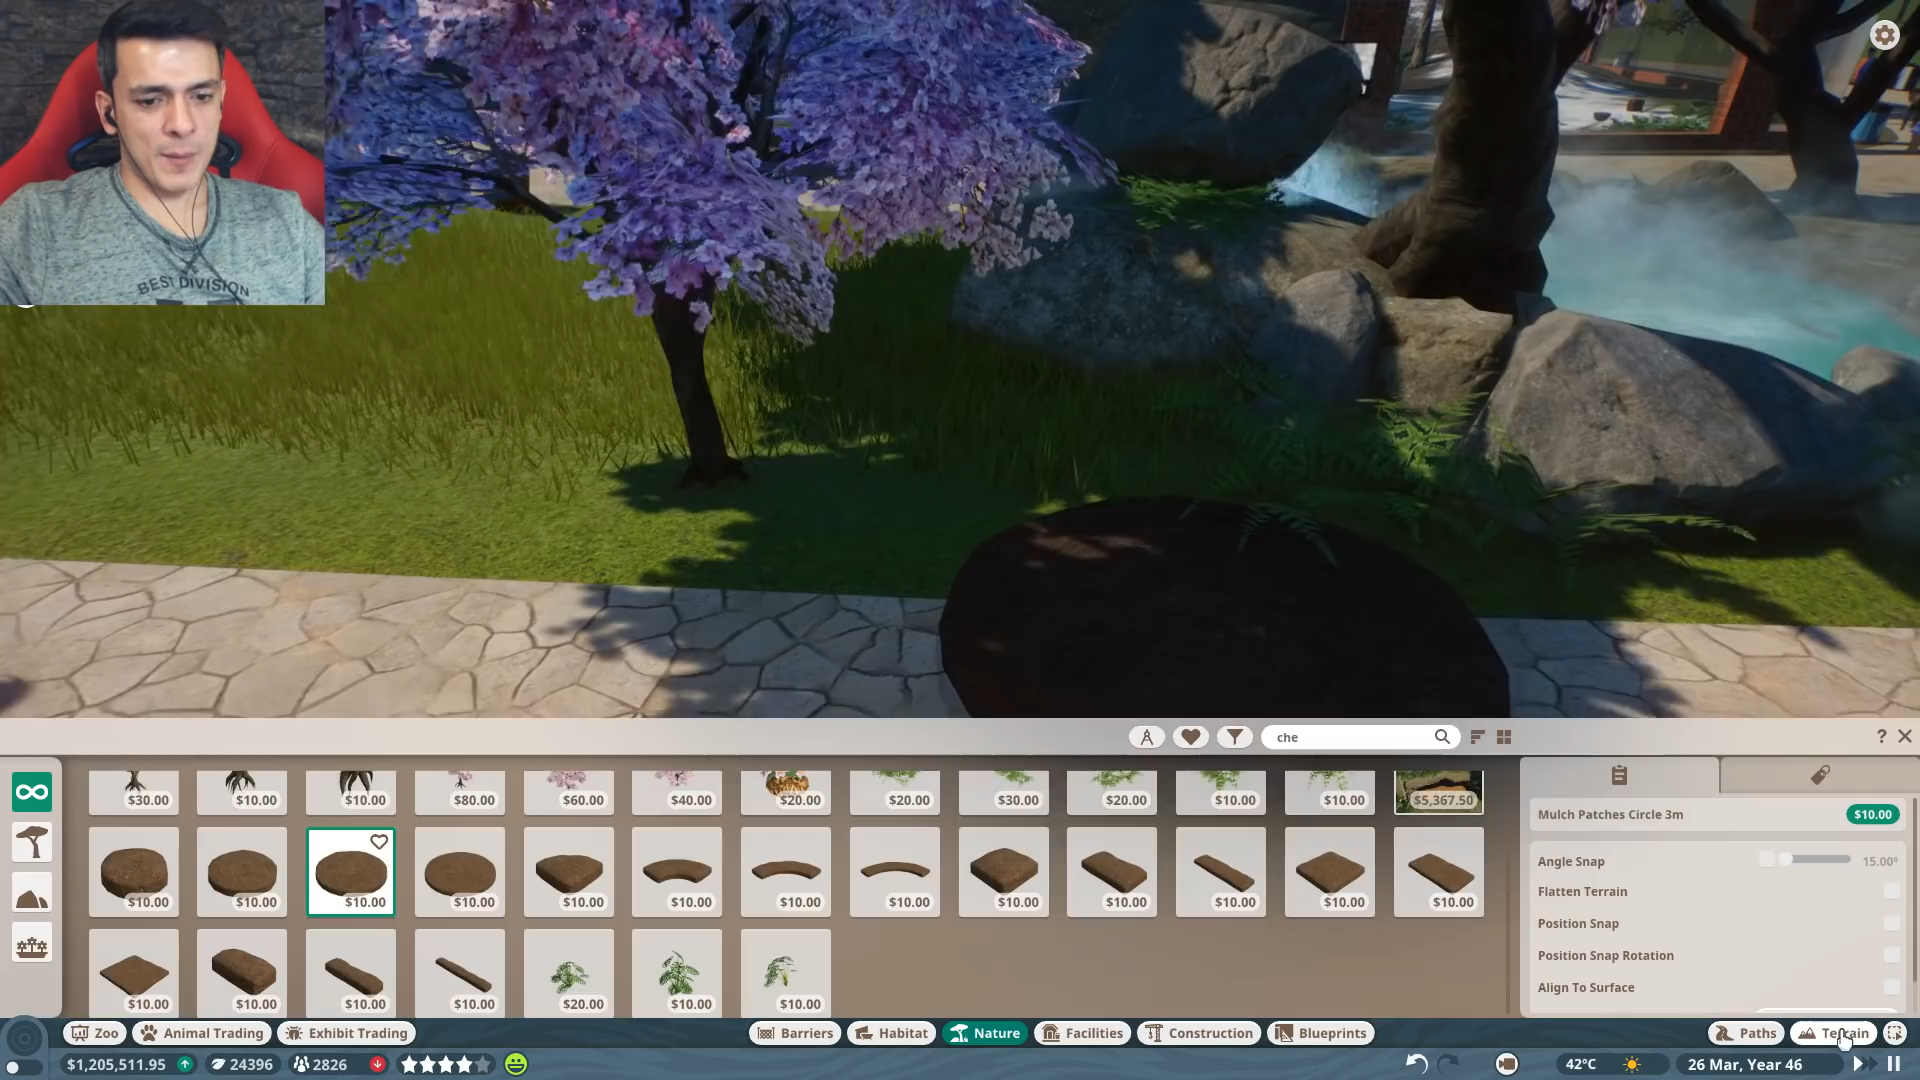 BEST DIVISION
che
?
$30.00 $10.00 $10.00 $80.00 $60.00 $40.00 $20.00 $20.00 $30.00 $20.00 $10.00 $10.00 $5,367.50
$10.00 $10.00 $10.00 $10.00 $10.00 $10.00 $10.00 $10.00 $10.00 $10.00 $10.00 $10.00 $10.00
$10.00 $10.00 $10.00 $10.00 $20.00 $10.00 $10.00
Mulch Patches Circle 3m $10.00
Angle Snap 15.00°
Flatten Terrain
Position Snap
Position Snap Rotation
Align To Surface
Zoo Animal Trading Exhibit Trading Barriers Habitat Nature Facilities Construction Blueprints Paths Terrain
$1,205,511.95 24396 2826 42°C 26 Mar, Year 46